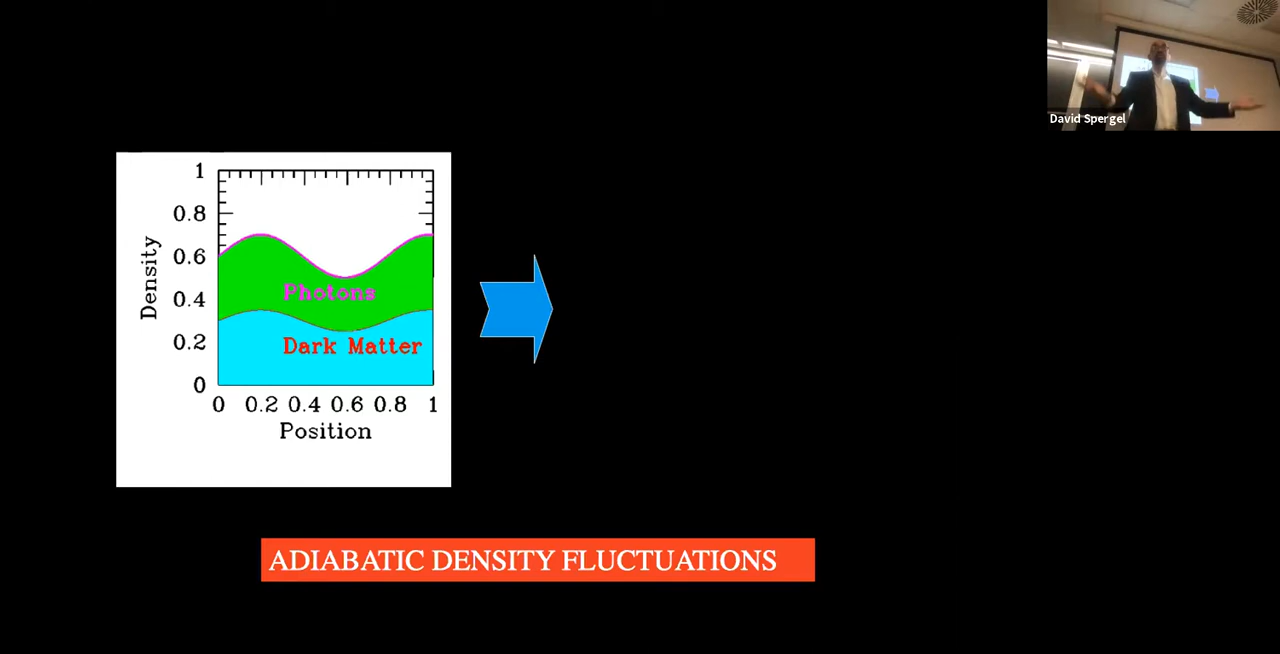 David Spergel
1
0.8
0.6
0.4
0.2
0
Density
Photons
Dark Matter
0 0.2 0.4 0.6 0.8 1
Position
ADIABATIC DENSITY FLUCTUATIONS